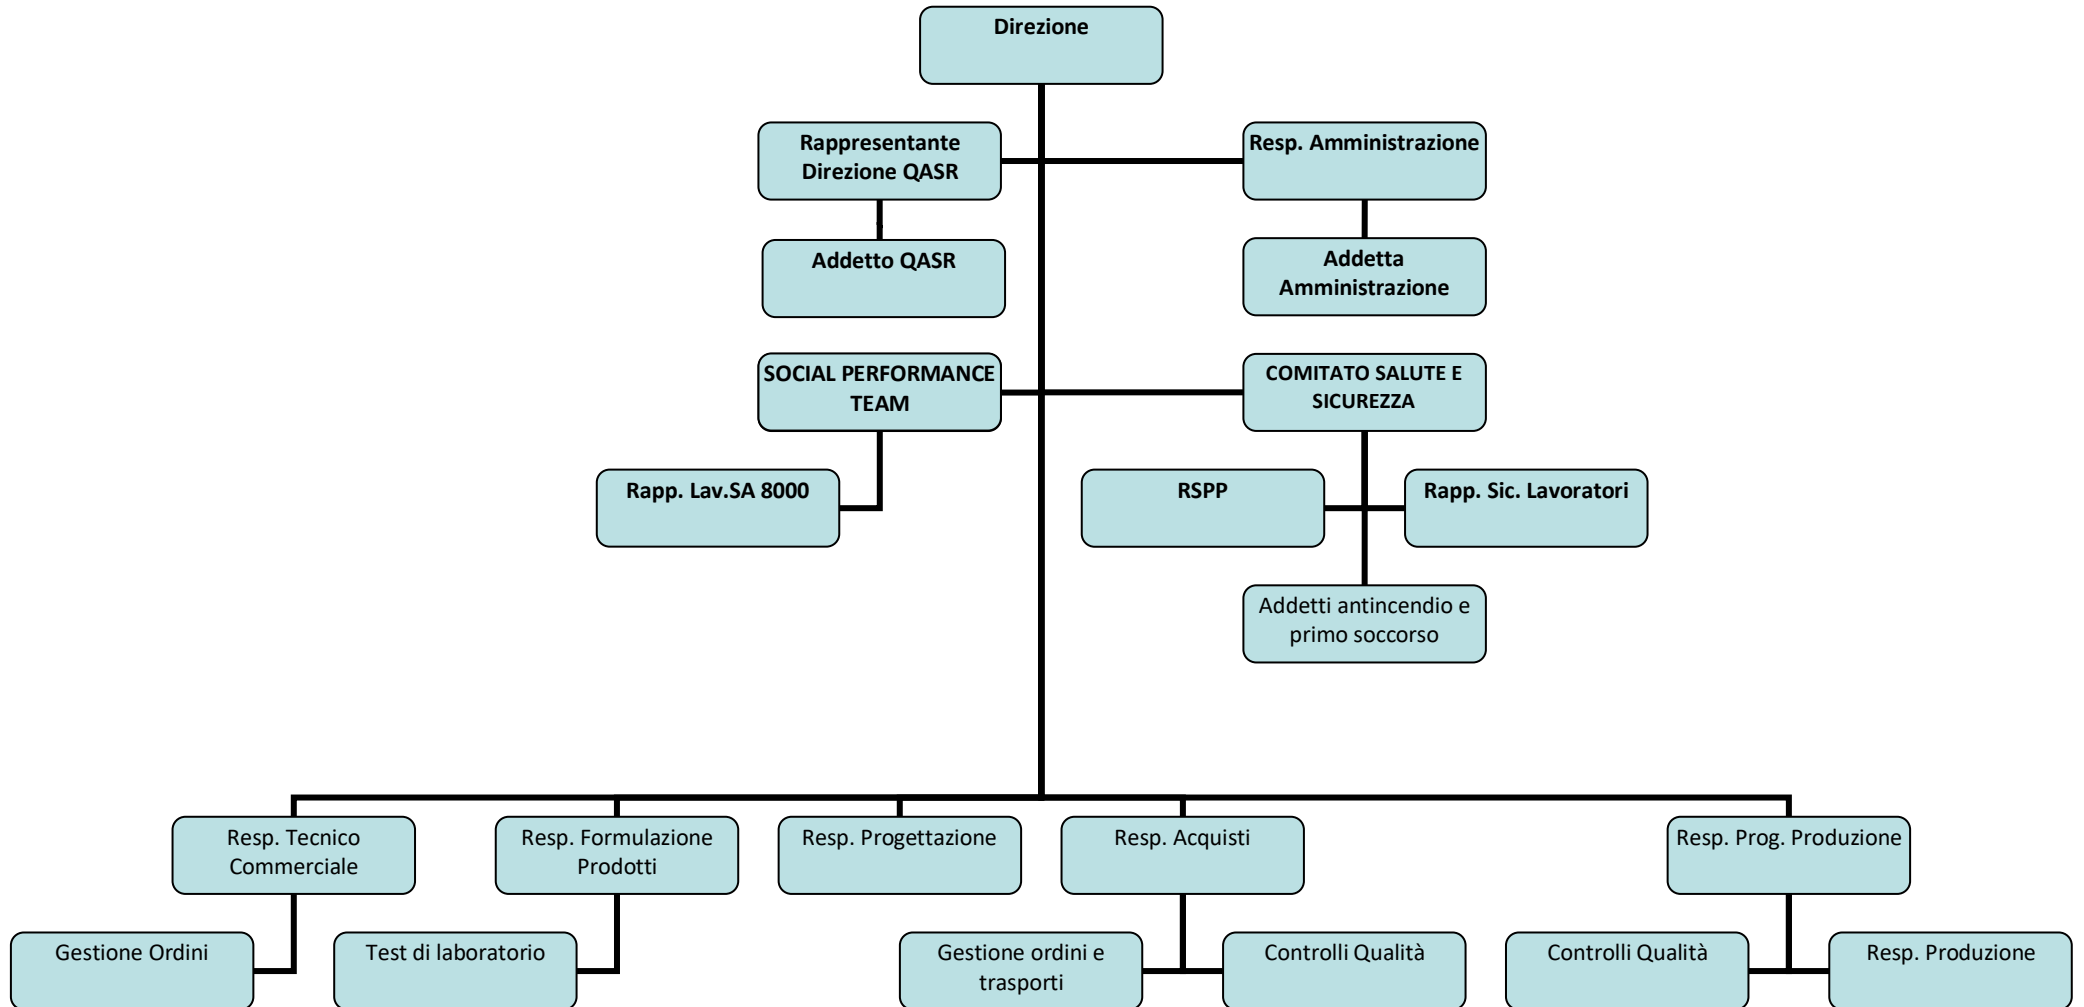 Direzione
Rappresentante
Direzione QASR
Resp. Amministrazione
Addetto QASR
Addetta
Amministrazione
SOCIAL PERFORMANCE
TEAM
COMITATO SALUTE E
SICUREZZA
Rapp. Lav.SA 8000
RSPP
Rapp. Sic. Lavoratori
Addetti antincendio e
primo soccorso
Resp. Tecnico
Commerciale
Resp. Formulazione
Prodotti
Resp. Progettazione
Resp. Acquisti
Resp. Prog. Produzione
Gestione Ordini
Test di laboratorio
Gestione ordini e
trasporti
Controlli Qualità
Controlli Qualità
Resp. Produzione